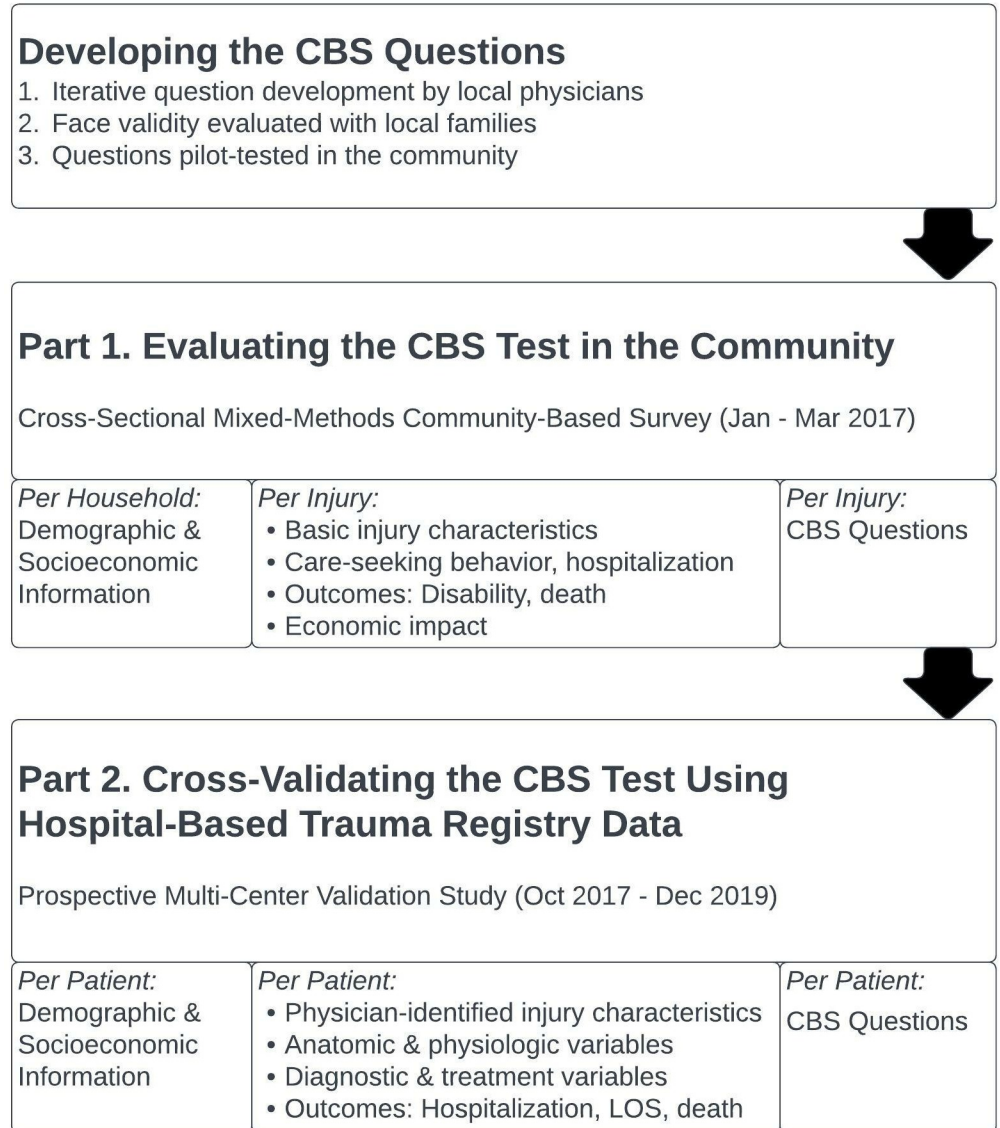 Developing the CBS Questions
1. Iterative question development by local physicians
2. Face validity evaluated with local families
3. Questions pilot-tested in the community
Part 1. Evaluating the CBS Test in the Community
Cross-Sectional Mixed-Methods Community-Based Survey (Jan - Mar 2017)
Per Household:
Demographic &
Socioeconomic
Information
Per Injury:
• Basic injury characteristics
• Care-seeking behavior, hospitalization
• Outcomes: Disability, death
• Economic impact
Per Injury:
CBS Questions
Part 2. Cross-Validating the CBS Test Using
Hospital-Based Trauma Registry Data
Prospective Multi-Center Validation Study (Oct 2017 - Dec 2019)
Per Patient:
Demographic &
Socioeconomic
Information
Per Patient:
• Physician-identified injury characteristics
• Anatomic & physiologic variables
• Diagnostic & treatment variables
• Outcomes: Hospitalization, LOS, death
Per Patient:
CBS Questions